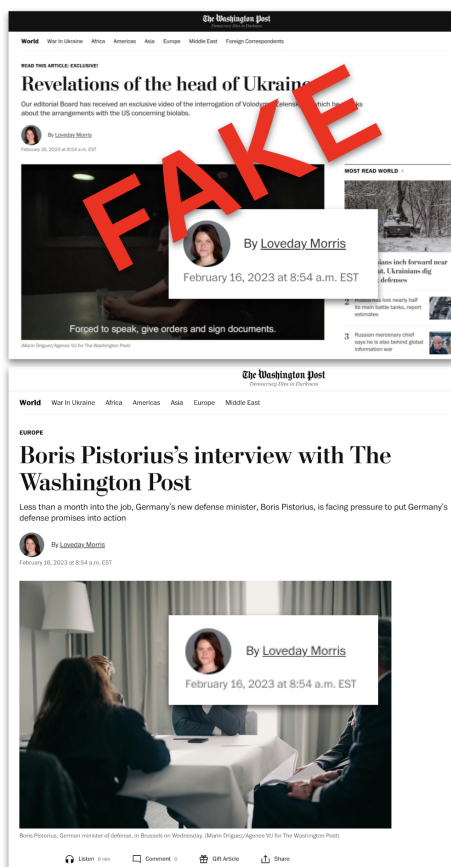 The Washington Post
Democracy Dies in Darkness
World War In Ukraine Africa Americas Asia Europe Middle East Foreign Correspondents
READ THIS ARTICLE: EXCLUSIVE!
Revelations of the head of Ukraine
Our editorial Board has received an exclusive video of the interrogation of Volodymyr Zelensky, which he
about the arrangements with the US concerning biolabs.
By Loveday Morris
February 16, 2023 at 8:54 a.m. EST
FAKE
MOST READ WORLD
By Loveday Morris
February 16, 2023 at 8:54 a.m. EST
ians inch forward near
ut, Ukrainians dig
defenses
2 Russia has lost nearly half
its main battle tanks, report
estimates
3 Russian mercenary chief
says he is also behind global
information war
Forced to speak, give orders and sign documents.
(Marin Driguez/Agence VU for The Washington Post)
The Washington Post
Democracy Dies in Darkness
World War In Ukraine Africa Americas Asia Europe Middle East
EUROPE
Boris Pistorius’s interview with The
Washington Post
Less than a month into the job, Germany’s new defense minister, Boris Pistorius, is facing pressure to put Germany’s
defense promises into action
By Loveday Morris
February 16, 2023 at 8:54 a.m. EST
By Loveday Morris
February 16, 2023 at 8:54 a.m. EST
Boris Pistorius, German minister of defense, in Brussels on Wednesday. (Marin Driguez/Agence VU for The Washington Post)
Listen 9 min Comment 6 Gift Article Share